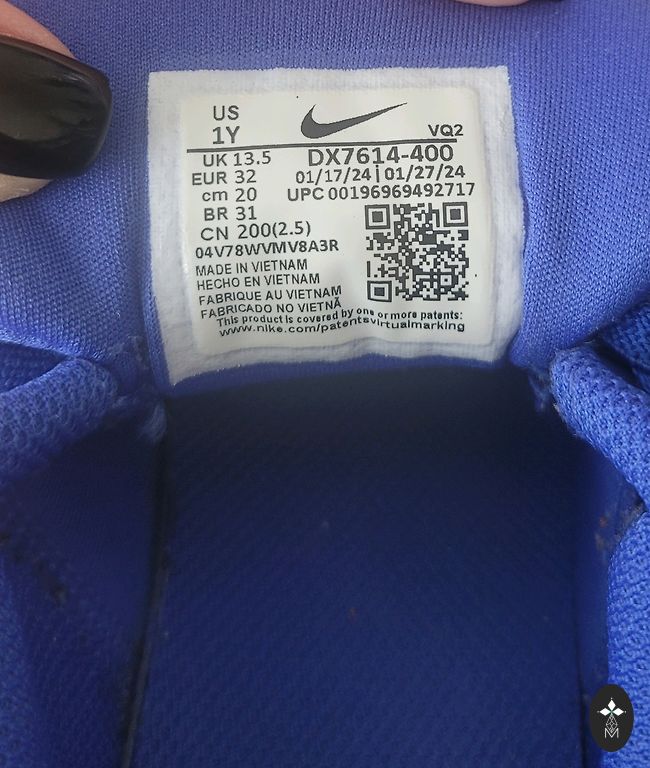 US
1Y
VQ2
UK 13.5
DX7614-400
EUR 32
01/17/24 | 01/27/24
cm 20
UPC 00196969492717
BR 31
CN 200(2.5)
04V78WVMV8A3R
MADE IN VIETNAM
HECHO EN VIETNAM
FABRIQUE AU VIETNAM
FABRICADO NO VIETNÃ
This product is covered by one or more patents:
www.nike.com/patentsvirtualmarking
M